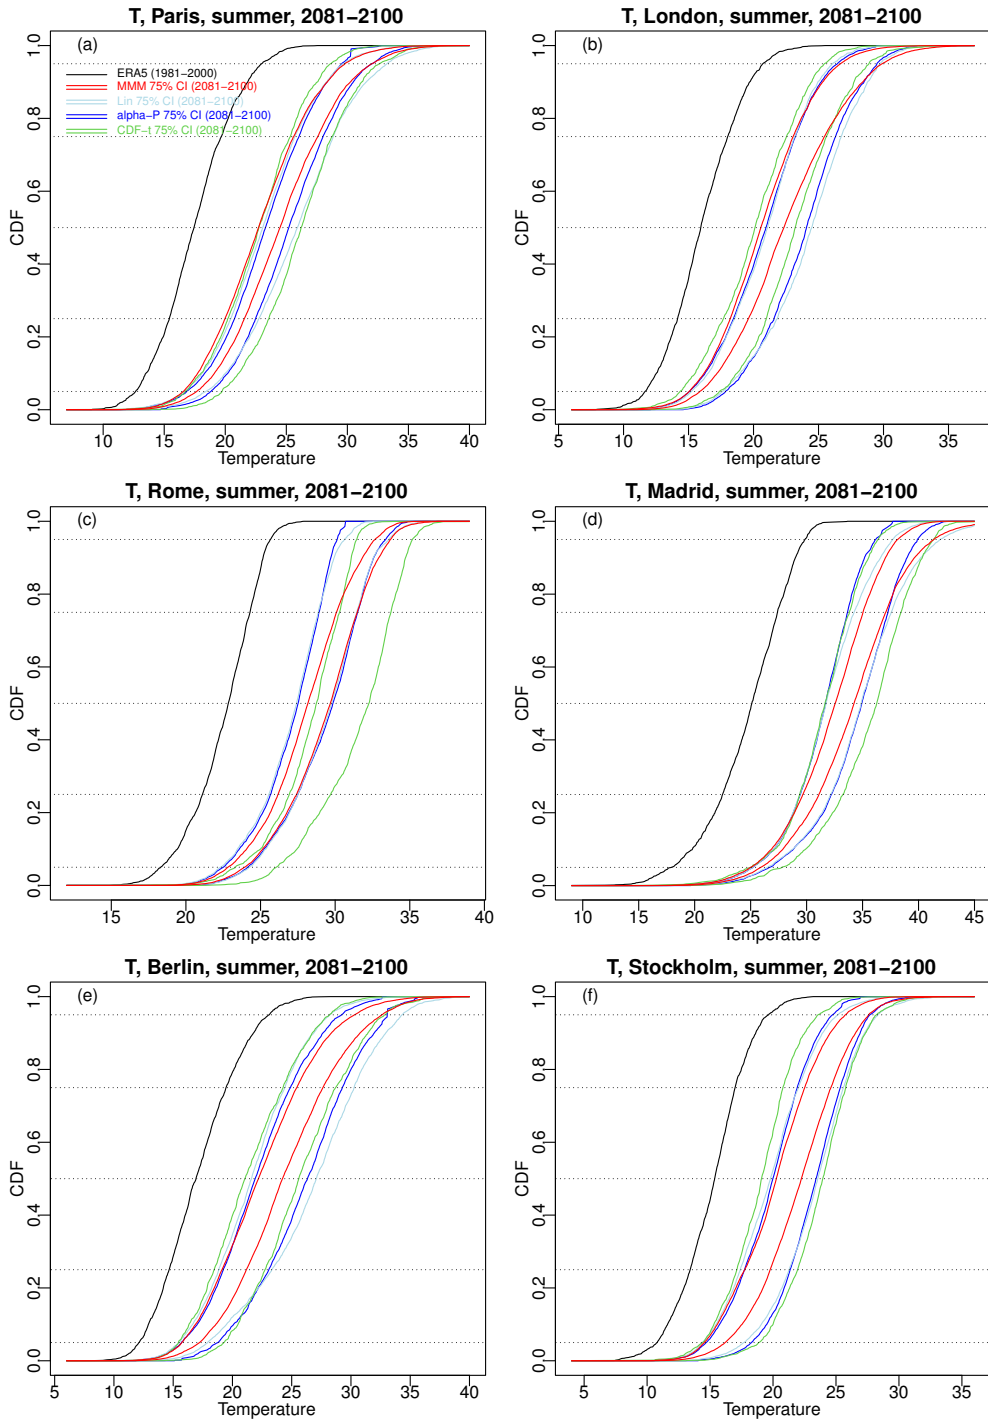 T, Paris, summer, 2081−2100
(a)
ERA5 (1981−2000)
MMM 75% CI (2081−2100)
Lin 75% CI (2081−2100)
alpha−P 75% CI (2081−2100)
CDF−t 75% CI (2081−2100)
CDF
0.0 0.2 0.4 0.6 0.8 1.0
10 15 20 25 30 35 40
Temperature
T, London, summer, 2081−2100
(b)
CDF
0.0 0.2 0.4 0.6 0.8 1.0
5 10 15 20 25 30 35
Temperature
T, Rome, summer, 2081−2100
(c)
CDF
0.0 0.2 0.4 0.6 0.8 1.0
15 20 25 30 35 40
Temperature
T, Madrid, summer, 2081−2100
(d)
CDF
0.0 0.2 0.4 0.6 0.8 1.0
10 15 20 25 30 35 40 45
Temperature
T, Berlin, summer, 2081−2100
(e)
CDF
0.0 0.2 0.4 0.6 0.8 1.0
5 10 15 20 25 30 35 40
Temperature
T, Stockholm, summer, 2081−2100
(f)
CDF
0.0 0.2 0.4 0.6 0.8 1.0
5 10 15 20 25 30 35
Temperature